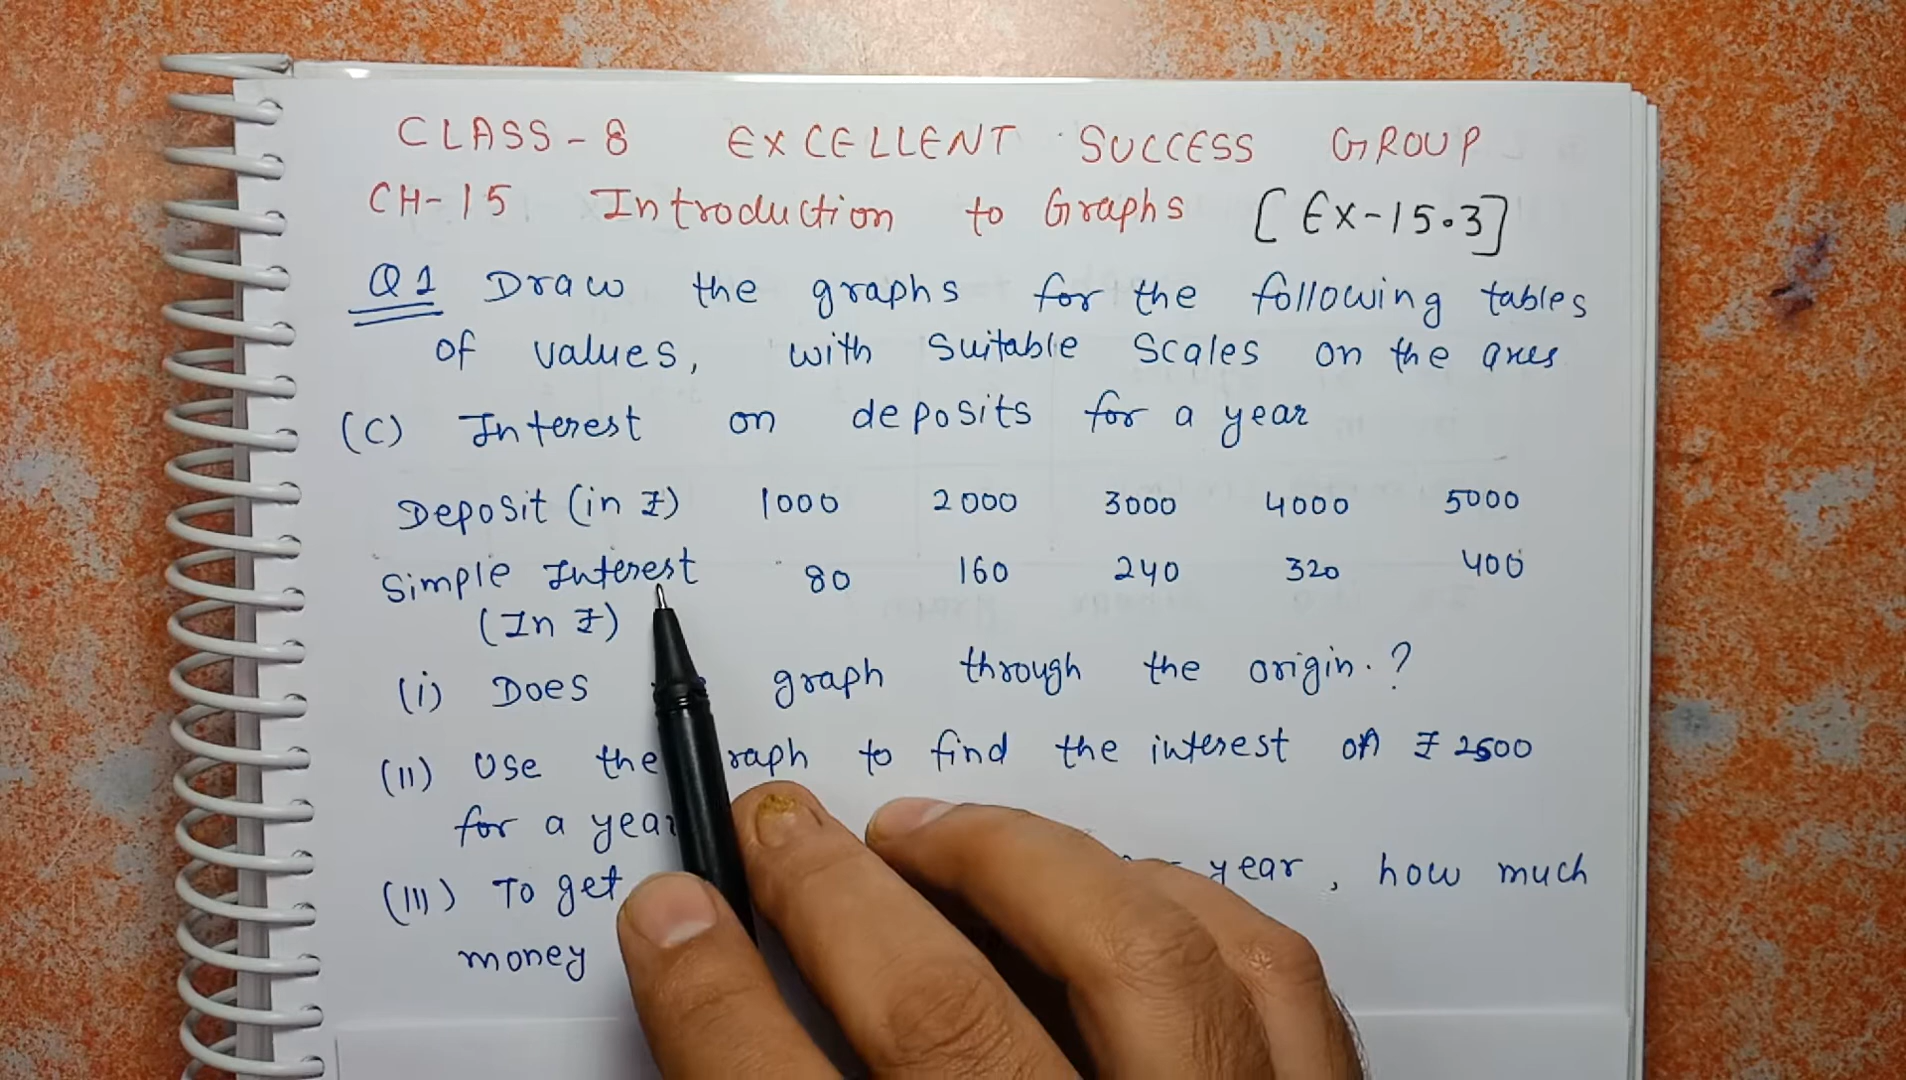 CLASS-8 EXCELLENT SUCCESS GROUP
CH-15 Introduction to Graphs [Ex-15.3]
Q1 Draw the graphs for the following tables
of values, with suitable scales on the axes
(C) Interest on deposits for a year
Deposit (in ₹) 1000 2000 3000 4000 5000
Simple Interest 80 160 240 320 400
(In ₹)
(i) Does graph through the origin.?
(II) Use the raph to find the interest on ₹ 2500
for a year
(III) To get year, how much
money